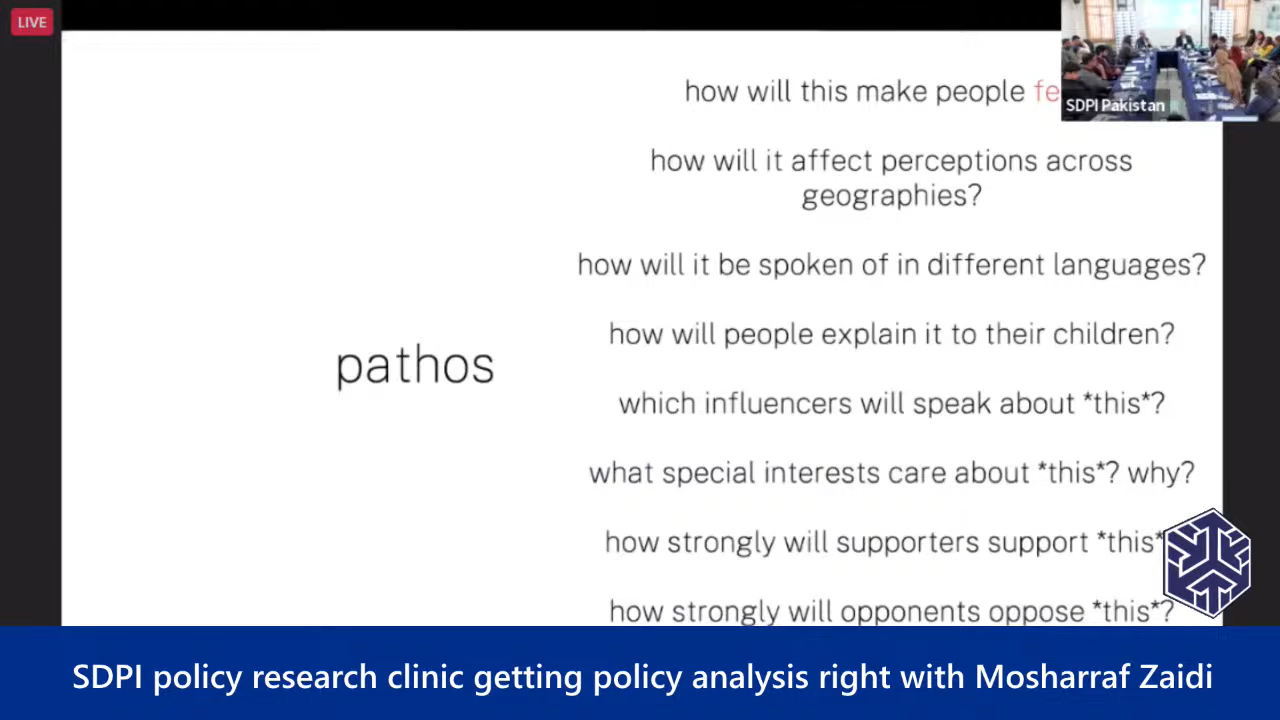 LIVE
how will this make people fe
SDPI Pakistan
how will it affect perceptions across
geographies?
how will it be spoken of in different languages?
how will people explain it to their children?
pathos
which influencers will speak about *this*?
what special interests care about *this*? why?
how strongly will supporters support *this*
how strongly will opponents oppose *this*?
SDPI policy research clinic getting policy analysis right with Mosharraf Zaidi